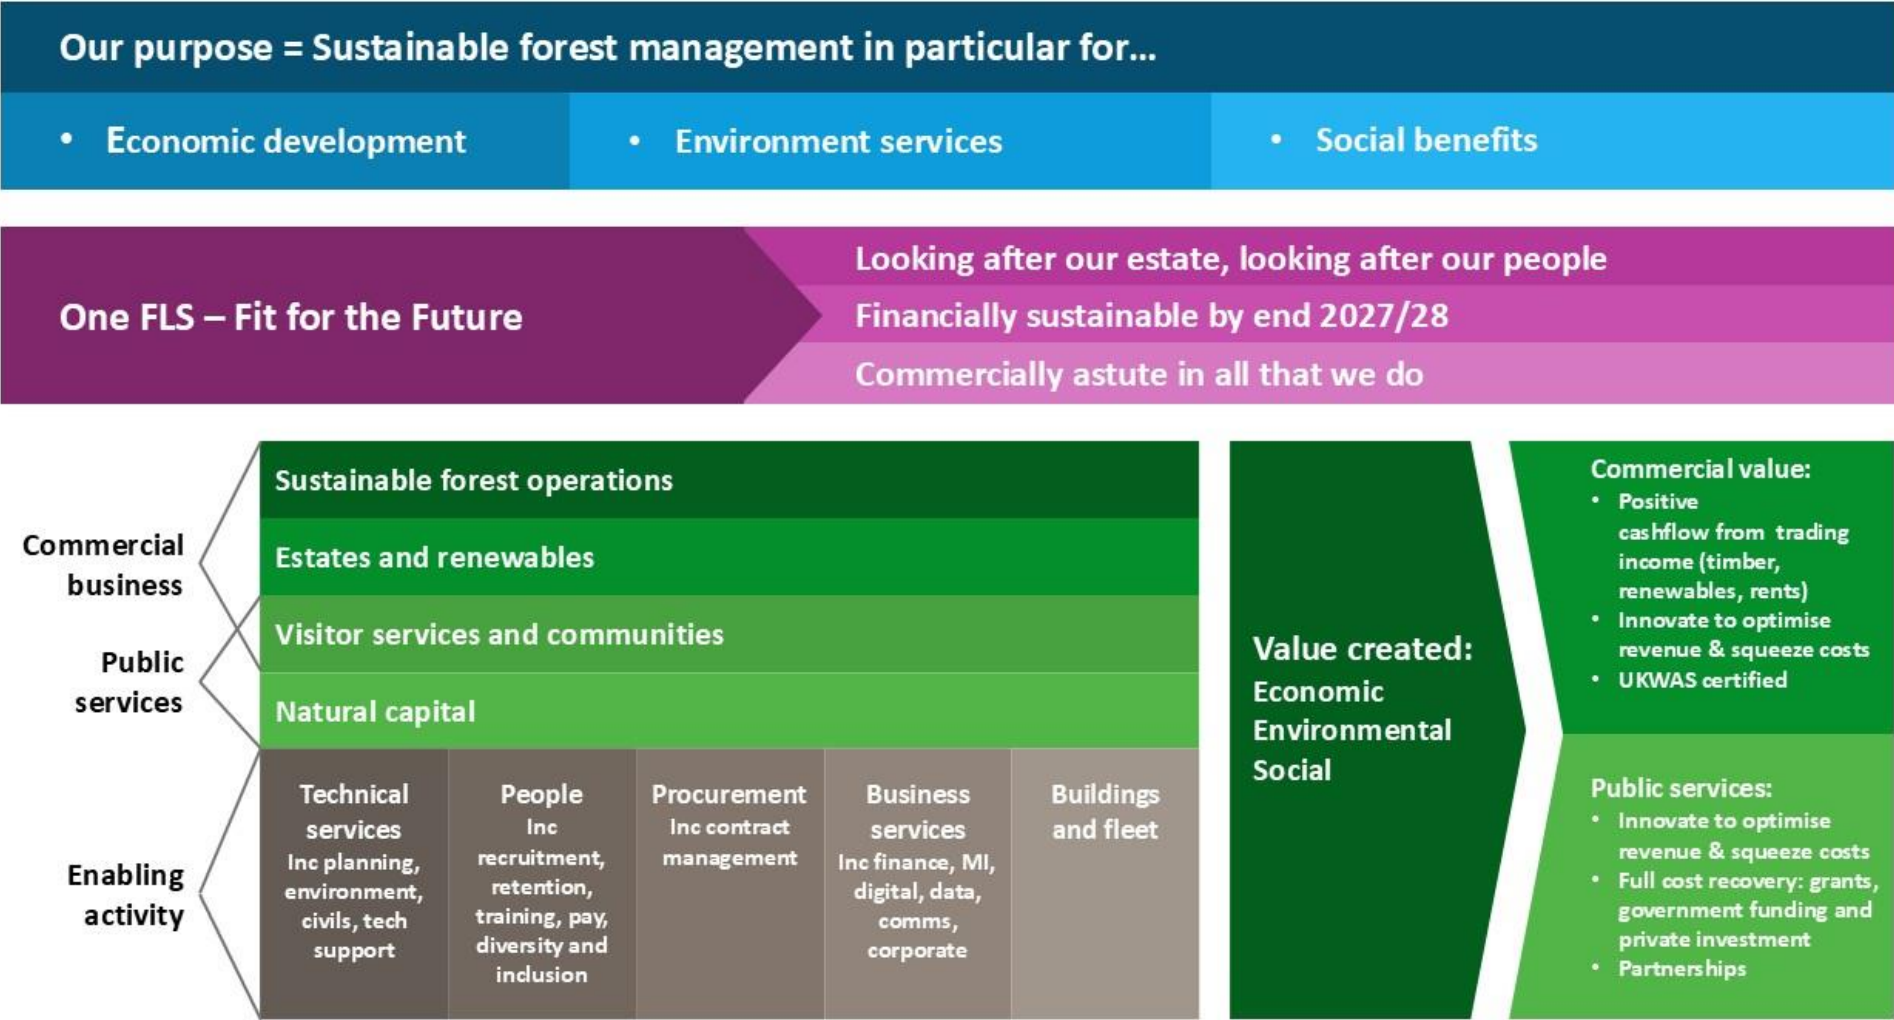 Our purpose = Sustainable forest management in particular for...
• Economic development
• Environment services
• Social benefits
One FLS – Fit for the Future
Looking after our estate, looking after our people
Financially sustainable by end 2027/28
Commercially astute in all that we do
Commercial
business
Public
services
Enabling
activity
Sustainable forest operations
Estates and renewables
Visitor services and communities
Natural capital
Technical
services
Inc planning,
environment,
civils, tech
support
People
Inc
recruitment,
retention,
training, pay,
diversity and
inclusion
Procurement
Inc contract
management
Business
services
Inc finance, MI,
digital, data,
comms,
corporate
Buildings
and fleet
Value created:
Economic
Environmental
Social
Commercial value:
• Positive
cashflow from trading
income (timber,
renewables, rents)
• Innovate to optimise
revenue & squeeze costs
• UKWAS certified
Public services:
• Innovate to optimise
revenue & squeeze costs
• Full cost recovery: grants,
government funding and
private investment
• Partnerships